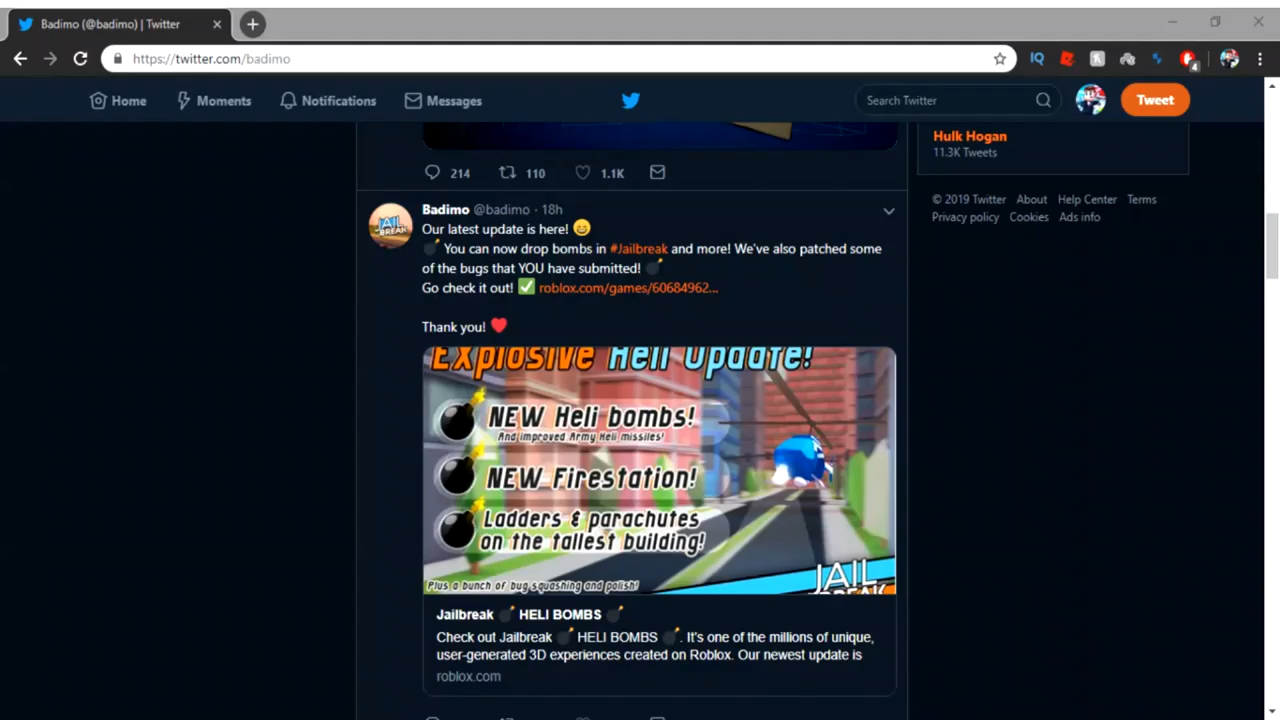 Badimo (@badimo) | Twitter
https://twitter.com/badimo
IQ
4
Home
Moments
Notifications
Messages
Search Twitter
Tweet
Hulk Hogan
11.3K Tweets
© 2019 Twitter About Help Center Terms
Privacy policy Cookies Ads info
214 110 1.1K
Badimo @badimo · 18h
JAIL
BREAK
Our latest update is here! 😄
💣 You can now drop bombs in #Jailbreak and more! We've also patched some
of the bugs that YOU have submitted! 💣
Go check it out! ✅ roblox.com/games/60684962...
Thank you! ❤️
Explosive Heli Update!
NEW Heli bombs!
And improved Army Heli missiles!
NEW Firestation!
Ladders & parachutes
on the tallest building!
Plus a bunch of bug squashing and polish!
JAIL
BREAK
Jailbreak 💣 HELI BOMBS 💣
Check out Jailbreak 💣 HELI BOMBS 💣. It's one of the millions of unique,
user-generated 3D experiences created on Roblox. Our newest update is
roblox.com